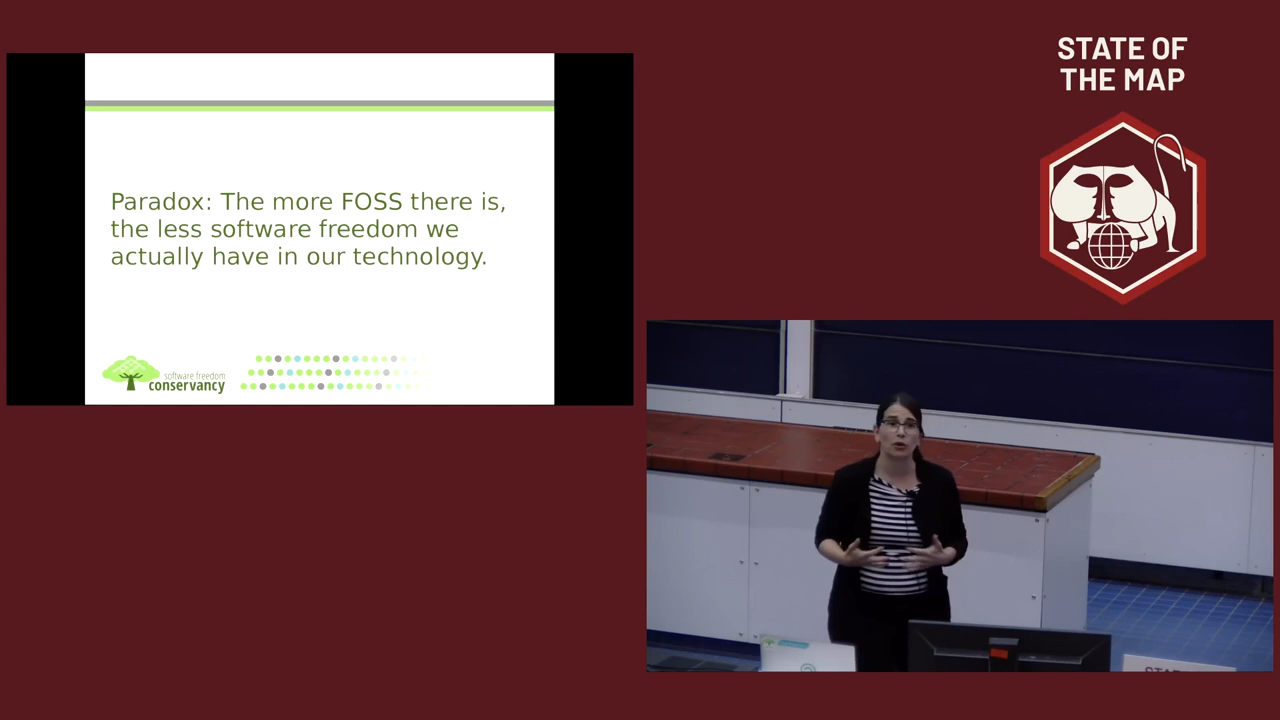 Paradox: The more FOSS there is,
the less software freedom we
actually have in our technology.
software freedom
conservancy
STATE OF
THE MAP